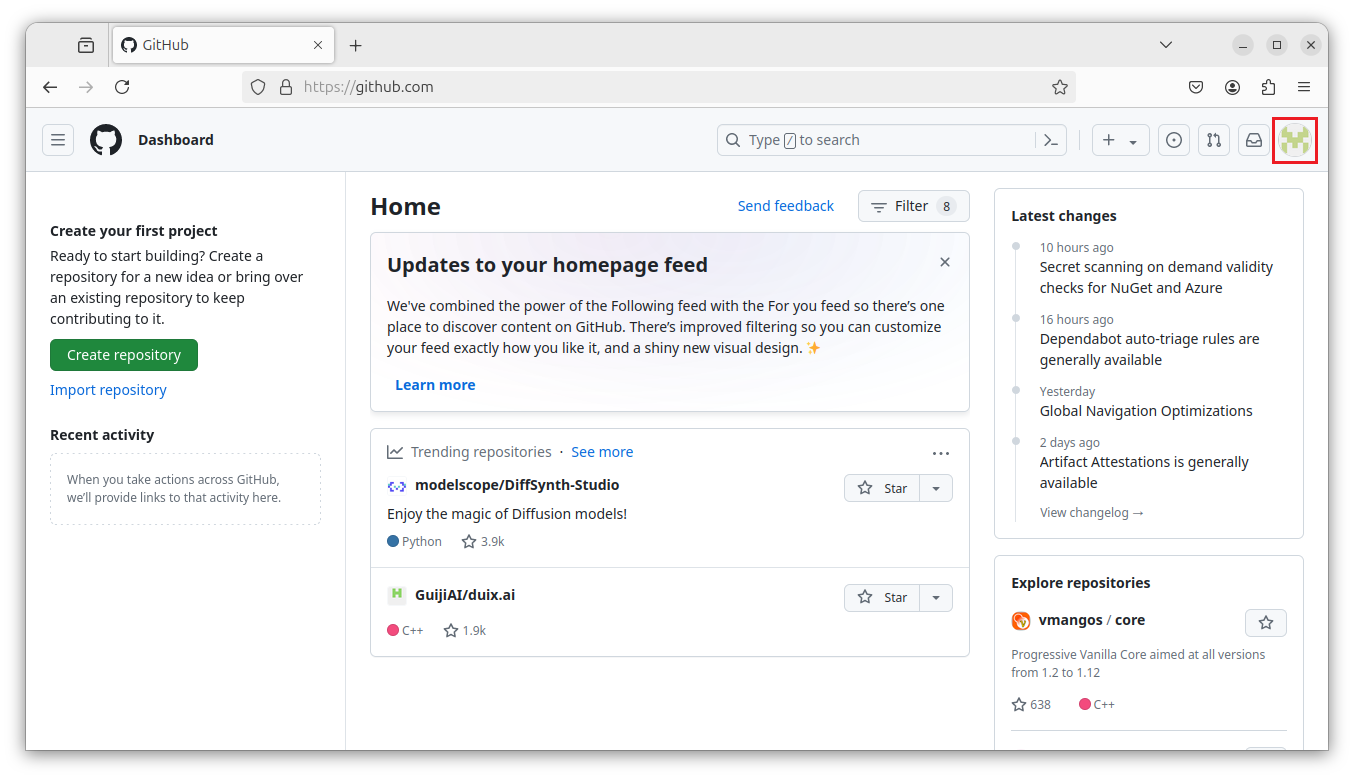 GitHub
https://github.com
Dashboard
Type / to search
Create your first project
Ready to start building? Create a
repository for a new idea or bring over
an existing repository to keep
contributing to it.
Create repository
Import repository
Recent activity
When you take actions across GitHub,
we’ll provide links to that activity here.
Home
Send feedback
Filter 8
Updates to your homepage feed
We've combined the power of the Following feed with the For you feed so there’s one
place to discover content on GitHub. There’s improved filtering so you can customize
your feed exactly how you like it, and a shiny new visual design. ✨
Learn more
Trending repositories · See more
modelscope/DiffSynth-Studio
Star
Enjoy the magic of Diffusion models!
Python 3.9k
GuijiAI/duix.ai
Star
C++ 1.9k
Latest changes
10 hours ago
Secret scanning on demand validity
checks for NuGet and Azure
16 hours ago
Dependabot auto-triage rules are
generally available
Yesterday
Global Navigation Optimizations
2 days ago
Artifact Attestations is generally
available
View changelog →
Explore repositories
vmangos / core
Progressive Vanilla Core aimed at all versions
from 1.2 to 1.12
638 C++